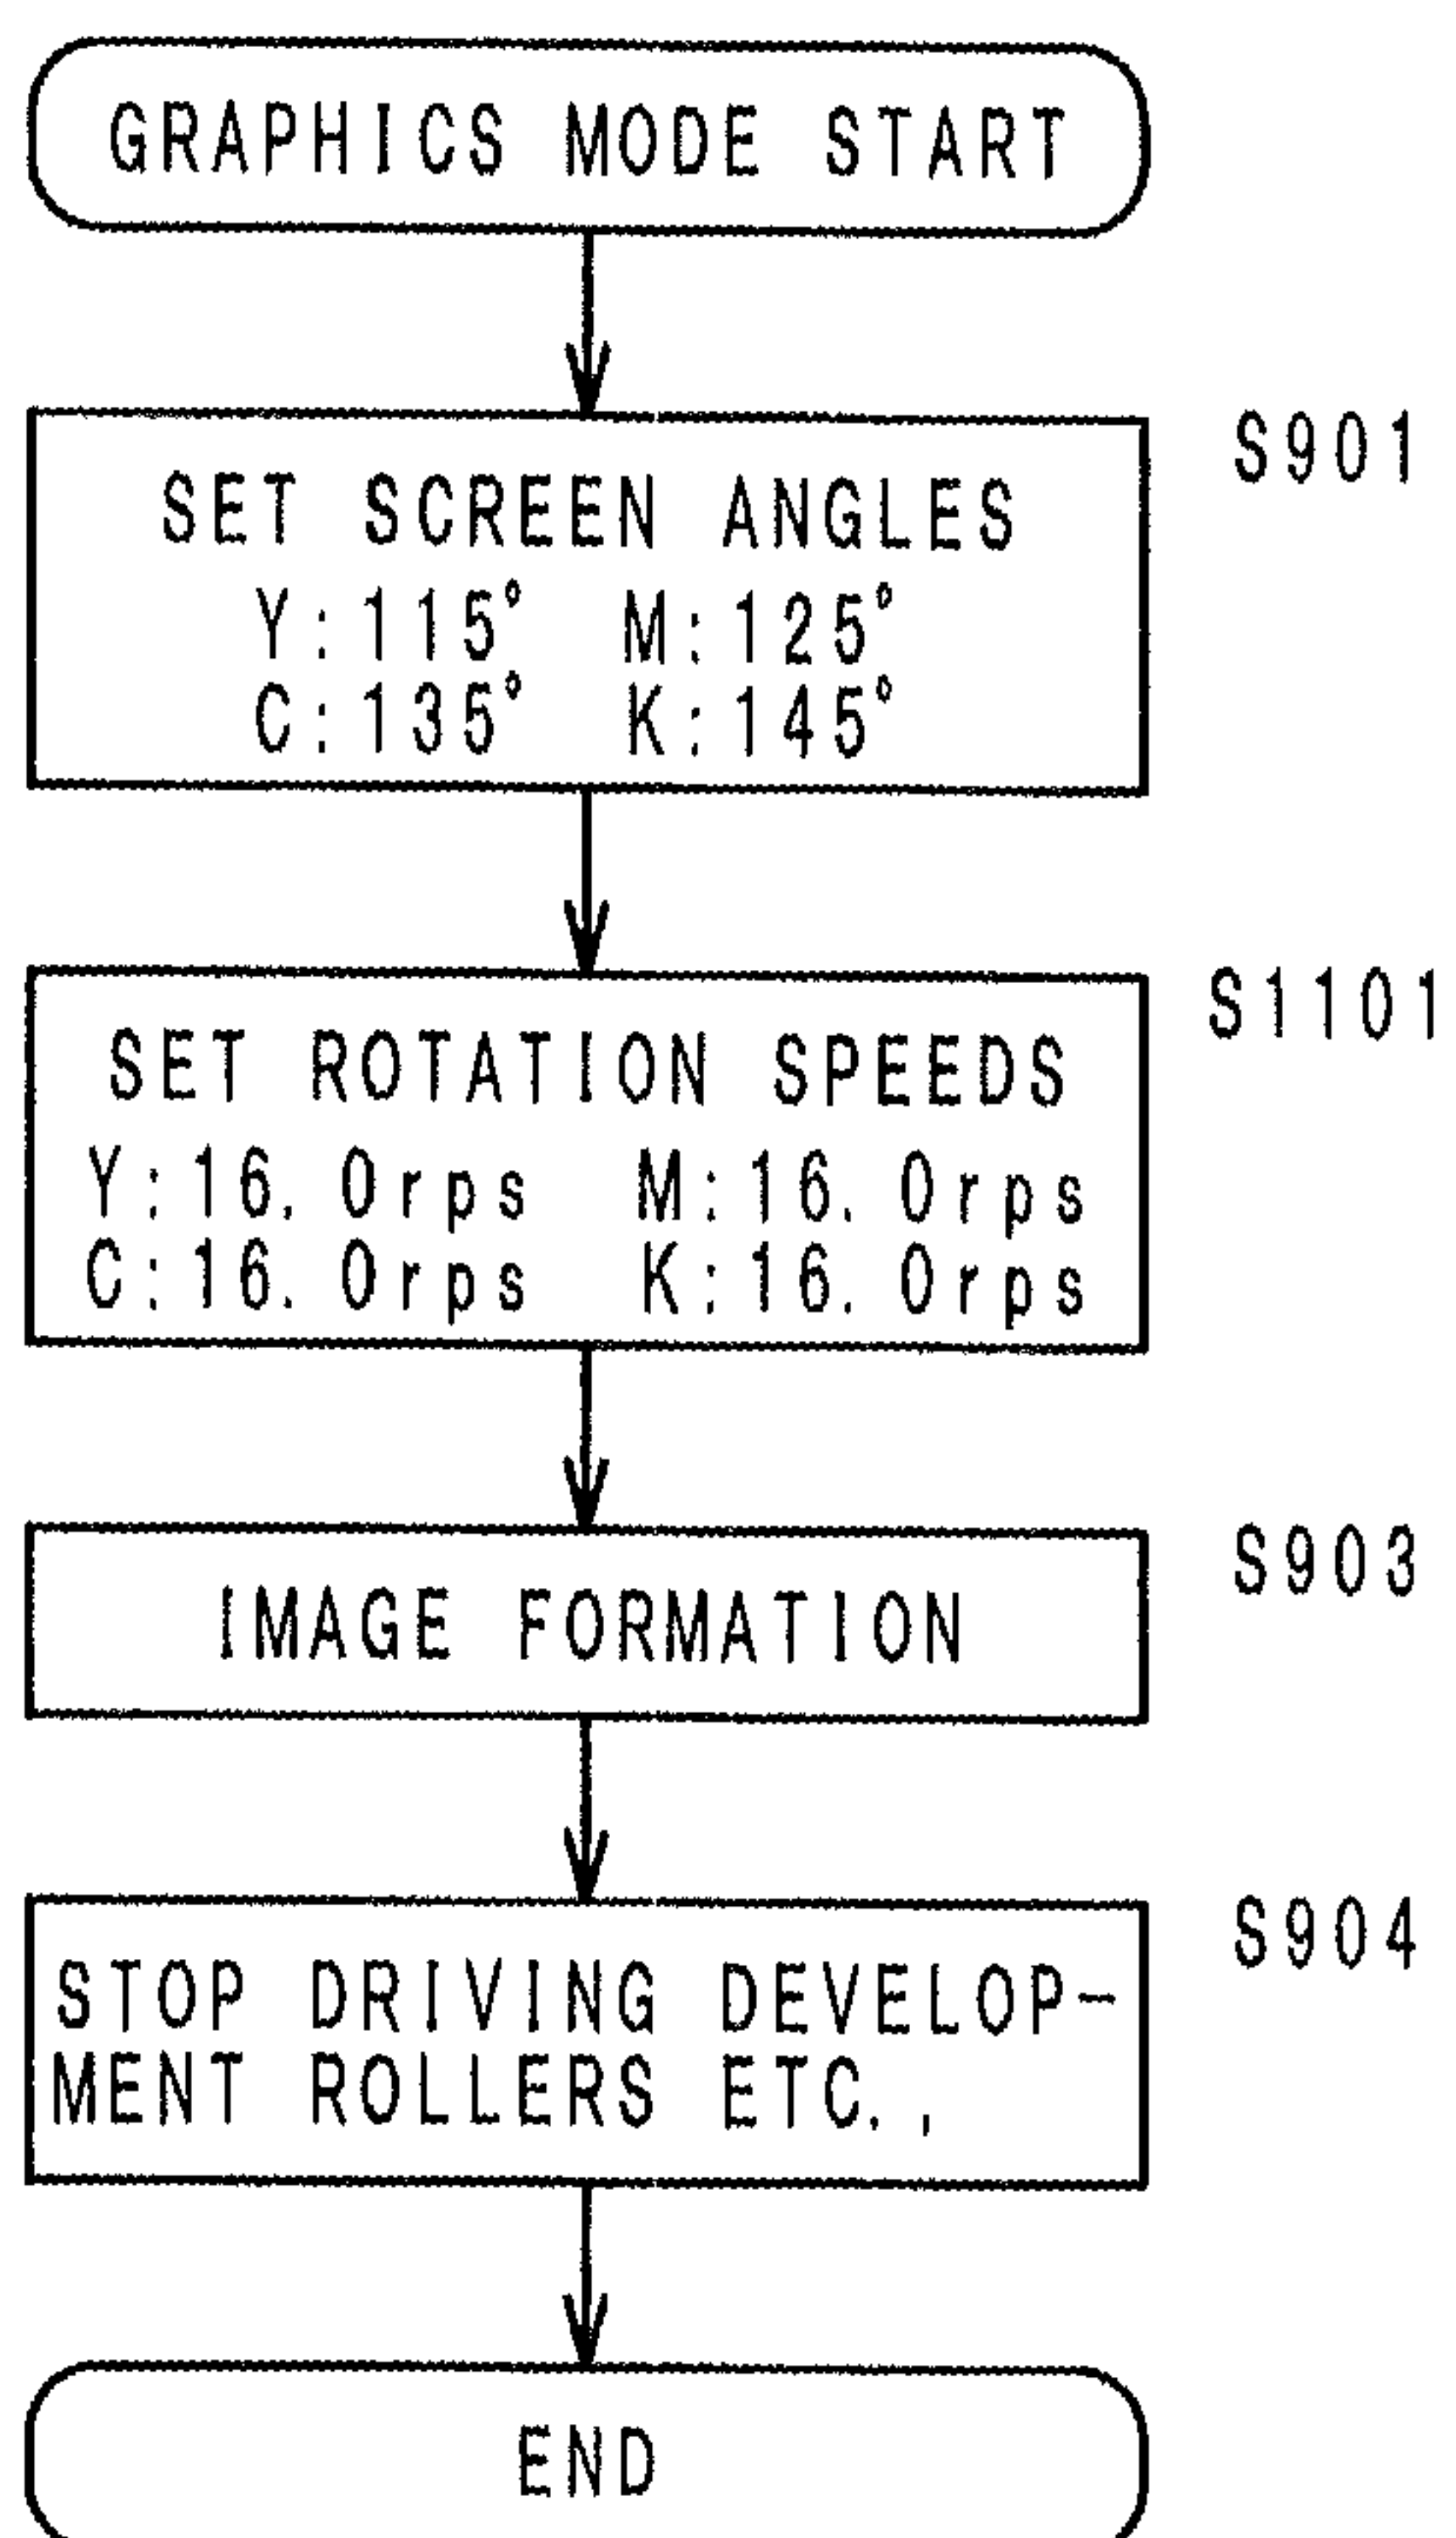 GRAPHICS MODE START
S901
SET SCREEN ANGLES
Y:115° M:125°
C:135° K:145°
S1101
SET ROTATION SPEEDS
Y:16.0rps M:16.0rps
C:16.0rps K:16.0rps
S903
IMAGE FORMATION
S904
STOP DRIVING DEVELOP-
MENT ROLLERS ETC.,
END